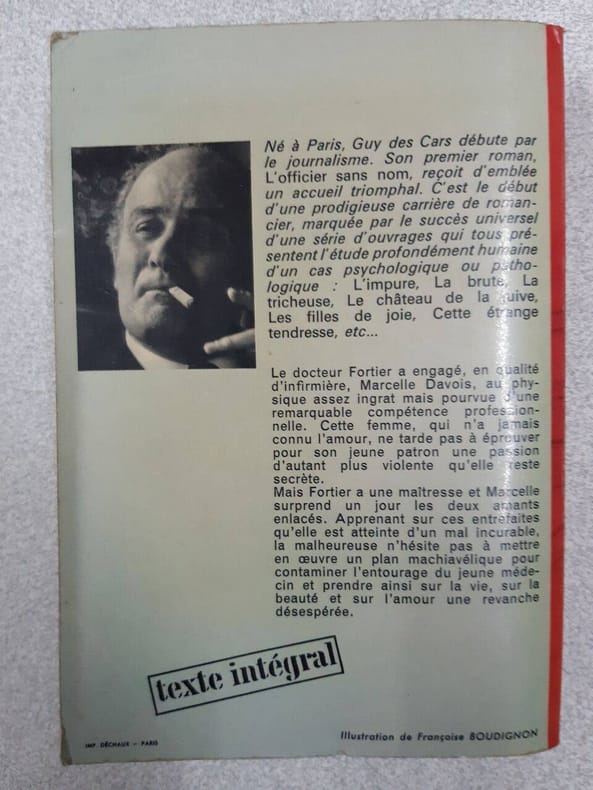 Né à Paris, Guy des Cars débute par
le journalisme. Son premier roman,
L'officier sans nom, reçoit d'emblée
un accueil triomphal. C'est le début
d'une prodigieuse carrière de roman-
cier, marquée par le succès universel
d'une série d'ouvrages qui tous pré-
sentent l'étude profondément humaine
d'un cas psychologique ou patho-
logique : L'impure, La brute, La
tricheuse, Le château de la juive,
Les filles de joie, Cette étrange
tendresse, etc...
Le docteur Fortier a engagé, en qualité
d'infirmière, Marcelle Davois, au phy-
sique assez ingrat mais pourvue d'une
remarquable compétence profession-
nelle. Cette femme, qui n'a jamais
connu l'amour, ne tarde pas à éprouver
pour son jeune patron une passion
d'autant plus violente qu'elle reste
secrète.
Mais Fortier a une maîtresse et Marcelle
surprend un jour les deux amants
enlacés. Apprenant sur ces entrefaites
qu'elle est atteinte d'un mal incurable,
la malheureuse n'hésite pas à mettre
en œuvre un plan machiavélique pour
contaminer l'entourage du jeune méde-
cin et prendre ainsi sur la vie, sur la
beauté et sur l'amour une revanche
désespérée.
texte intégral
IMP. DÉCHAUX - PARIS
Illustration de Françoise BOUDIGNON